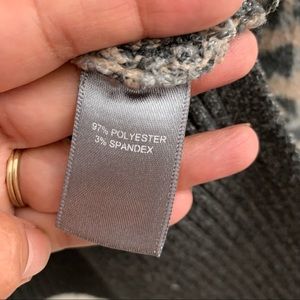 97% POLYESTER
3% SPANDEX